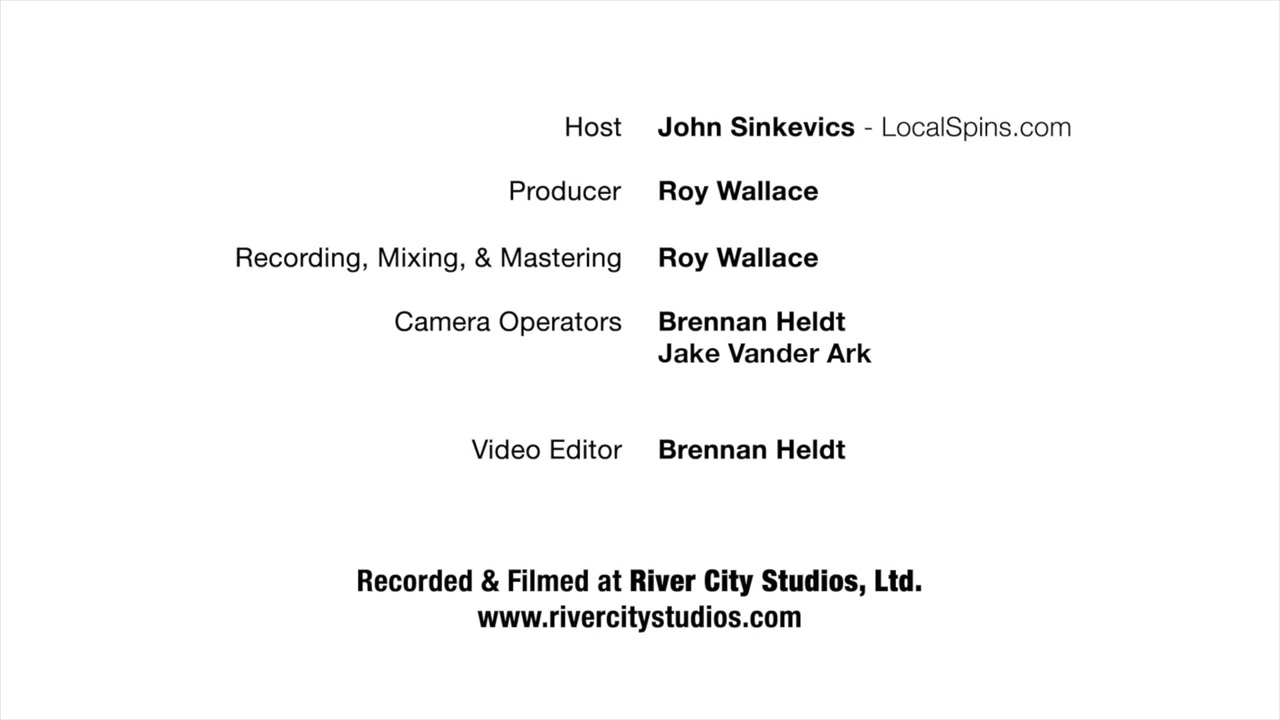 Host John Sinkevics - LocalSpins.com
Producer Roy Wallace
Recording, Mixing, & Mastering Roy Wallace
Camera Operators Brennan Heldt
Jake Vander Ark
Video Editor Brennan Heldt
Recorded & Filmed at River City Studios, Ltd.
www.rivercitystudios.com